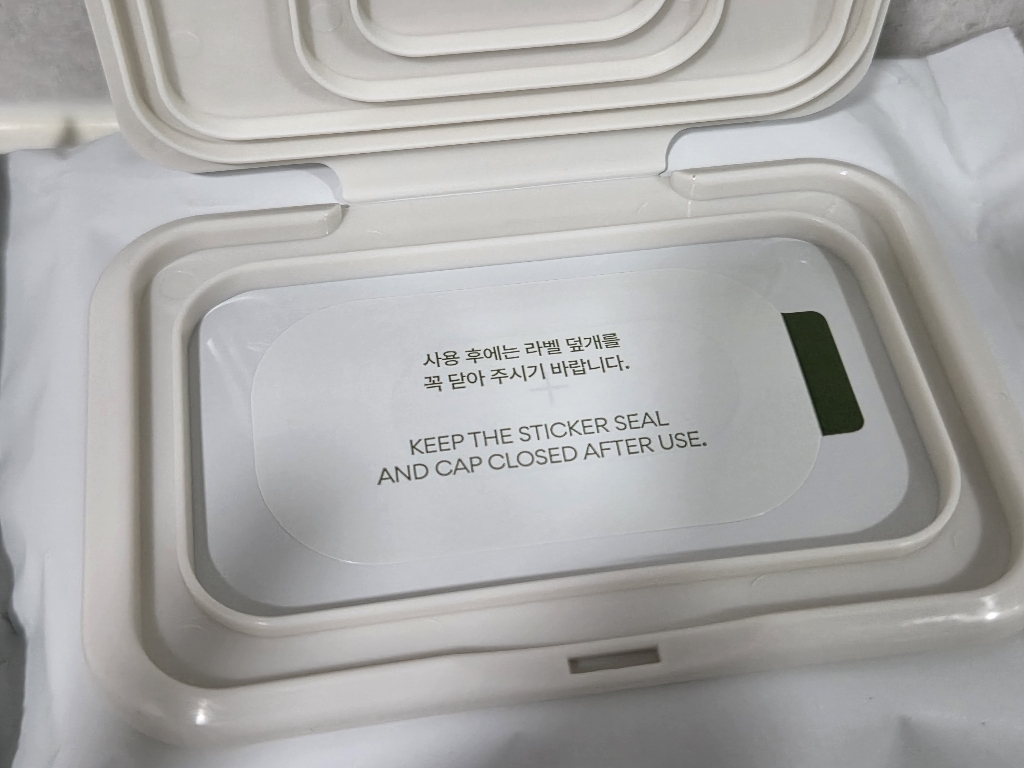 사용 후에는 라벨 덮개를
꼭 닫아 주시기 바랍니다.
KEEP THE STICKER SEAL
AND CAP CLOSED AFTER USE.